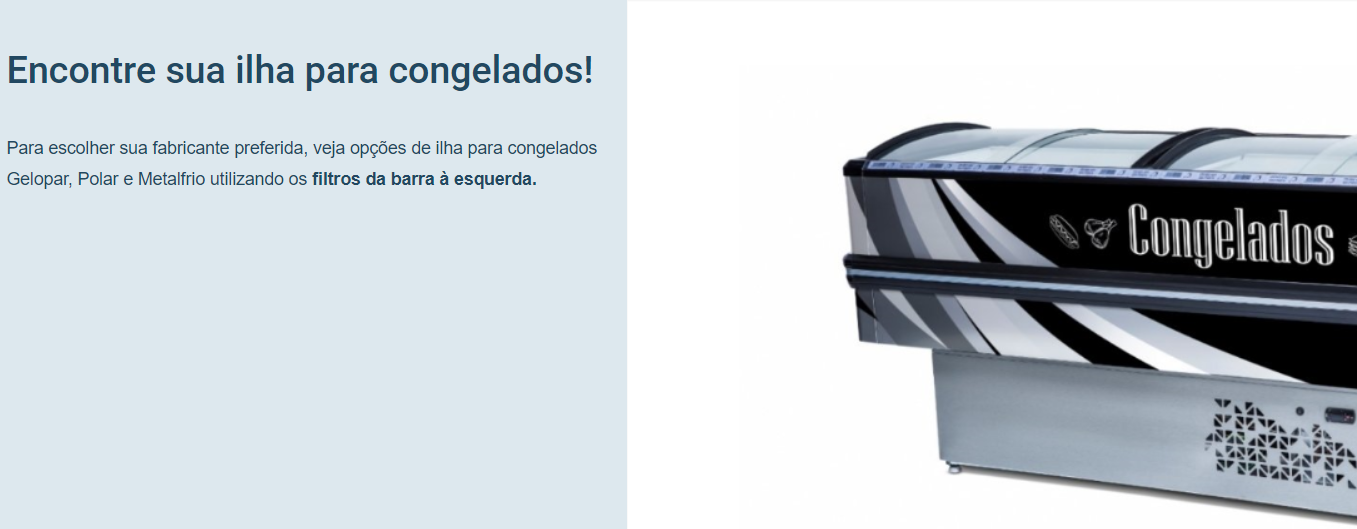 Encontre sua ilha para congelados!
Para escolher sua fabricante preferida, veja opções de ilha para congelados
Gelopar, Polar e Metalfrio utilizando os filtros da barra à esquerda.
Congelados